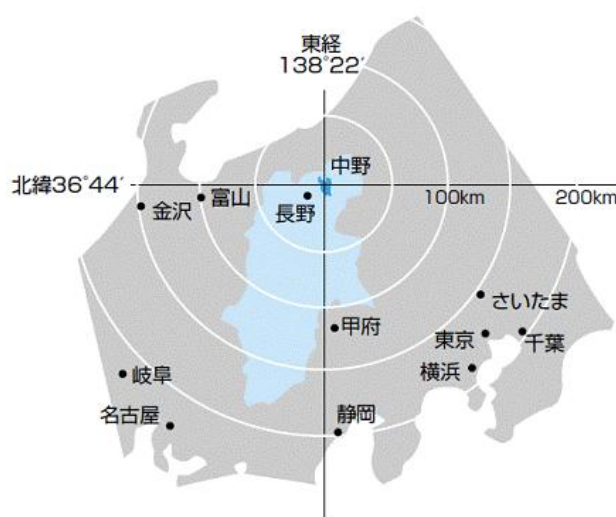 東経
138°22′
中野
北緯36°44′
富山
金沢
長野
100km
200km
さいたま
甲府
東京
千葉
横浜
岐阜
名古屋
静岡